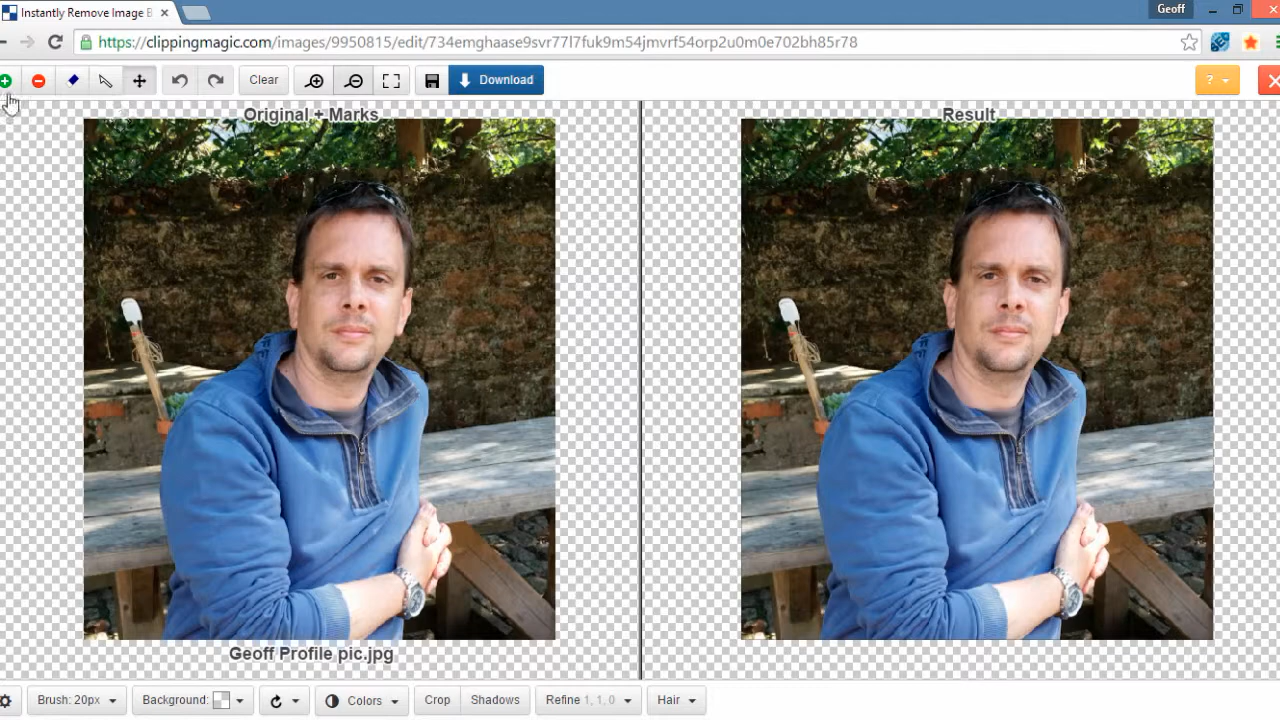 Instantly Remove Image B
Geoff
https://clippingmagic.com/images/9950815/edit/734emghaase9svr77l7fuk9m54jmvrf54orp2u0m0e702bh85r78
Clear
Download
?
Original + Marks
Result
Geoff Profile pic.jpg
Brush: 20px
Background:
Colors
Crop
Shadows
Refine 1, 1, 0
Hair